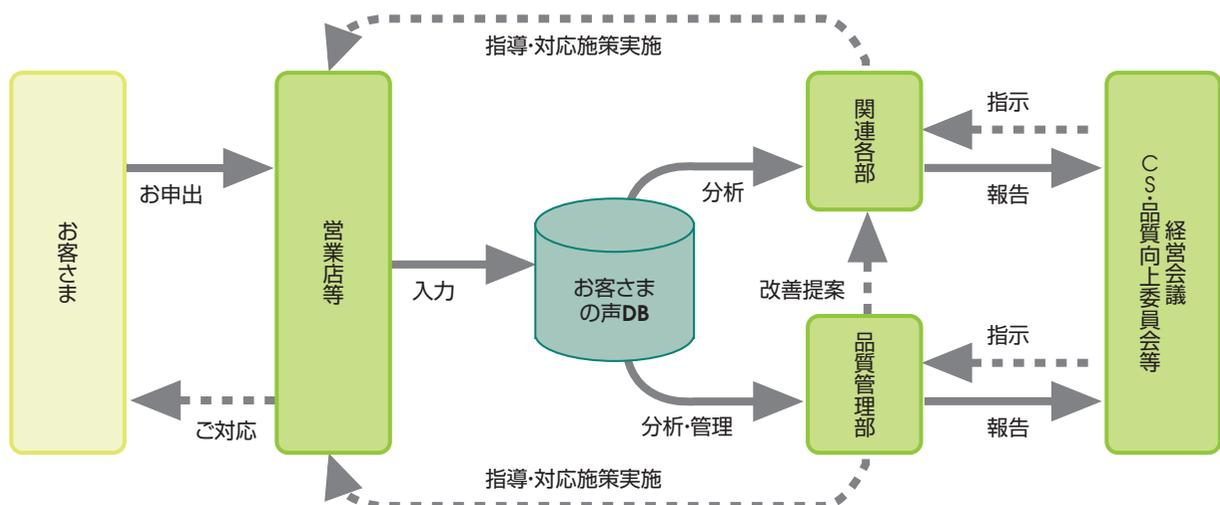 指導・対応施策実施
お客さま
お申出
ご対応
営業店等
入力
お客さま
の声DB
分析
分析・管理
関連各部
改善提案
品質管理部
指示
報告
指示
報告
経営会議
CS・品質向上委員会等
指導・対応施策実施